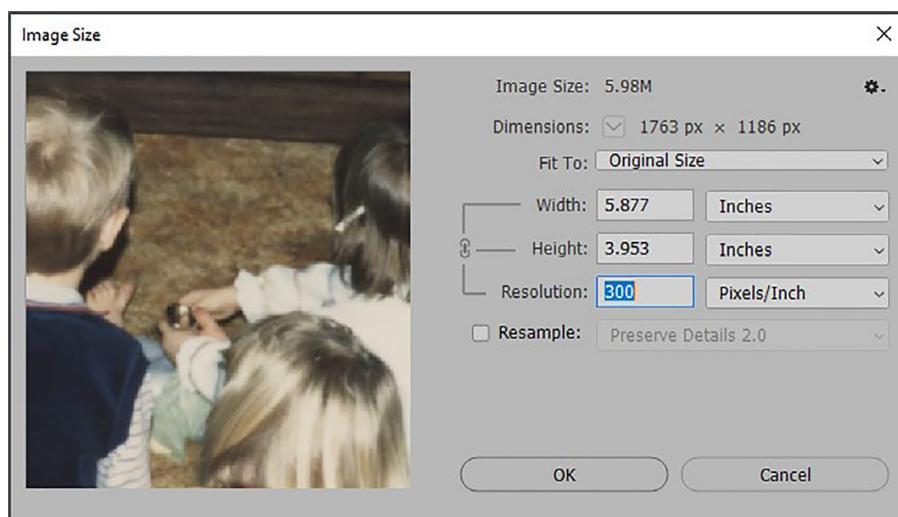 Image Size
Image Size: 5.98M
Dimensions: 1763 px × 1186 px
Fit To: Original Size
Width: 5.877 Inches
Height: 3.953 Inches
Resolution: 300 Pixels/Inch
Resample: Preserve Details 2.0
OK Cancel